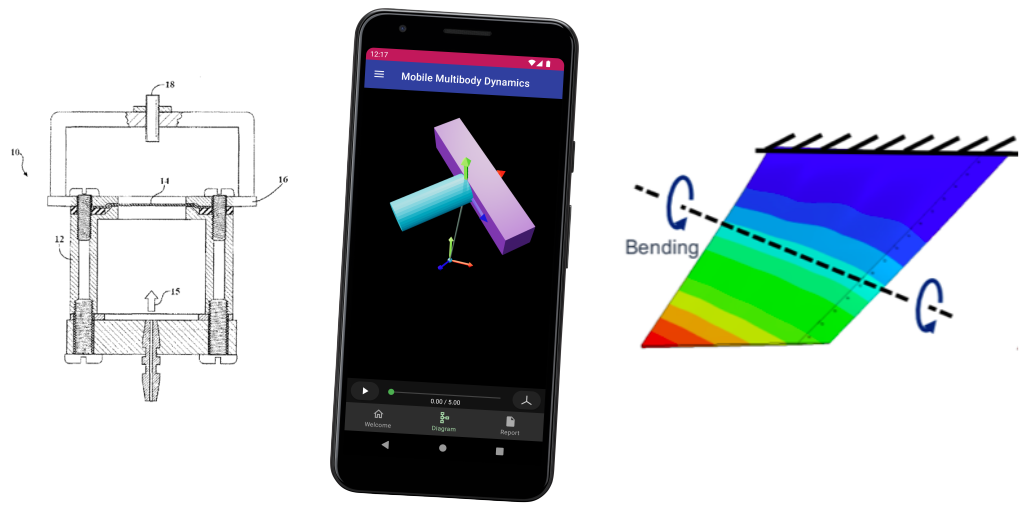 18
10
14
16
12
15
12:17
Mobile Multibody Dynamics
0.00 / 5.00
Welcome
Diagram
Report
Bending